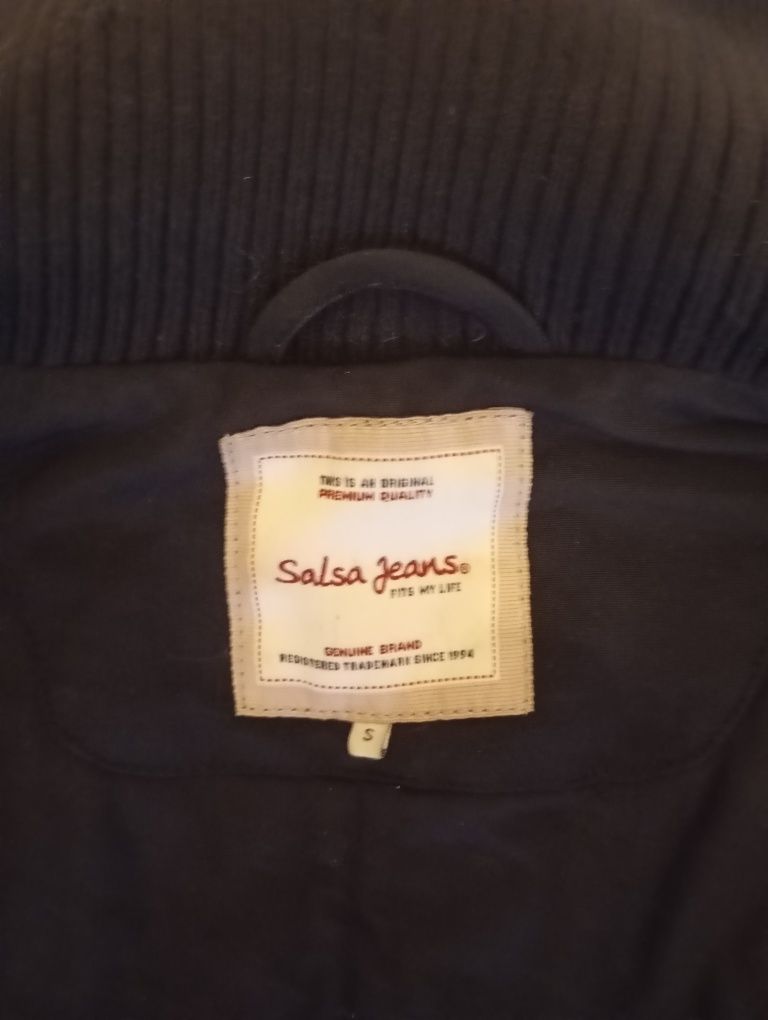 THIS IS AN ORIGINAL
PREMIUM QUALITY
Salsa Jeans®
FITS MY LIFE
GENUINE BRAND
REGISTERED TRADEMARK SINCE 1994
S